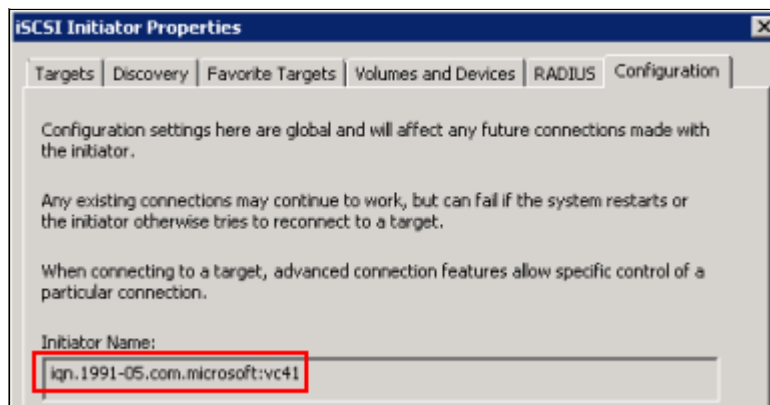 iSCSI Initiator Properties
Targets Discovery Favorite Targets Volumes and Devices RADIUS Configuration
Configuration settings here are global and will affect any future connections made with
the initiator.
Any existing connections may continue to work, but can fail if the system restarts or
the initiator otherwise tries to reconnect to a target.
When connecting to a target, advanced connection features allow specific control of a
particular connection.
Initiator Name:
iqn.1991-05.com.microsoft:vc41